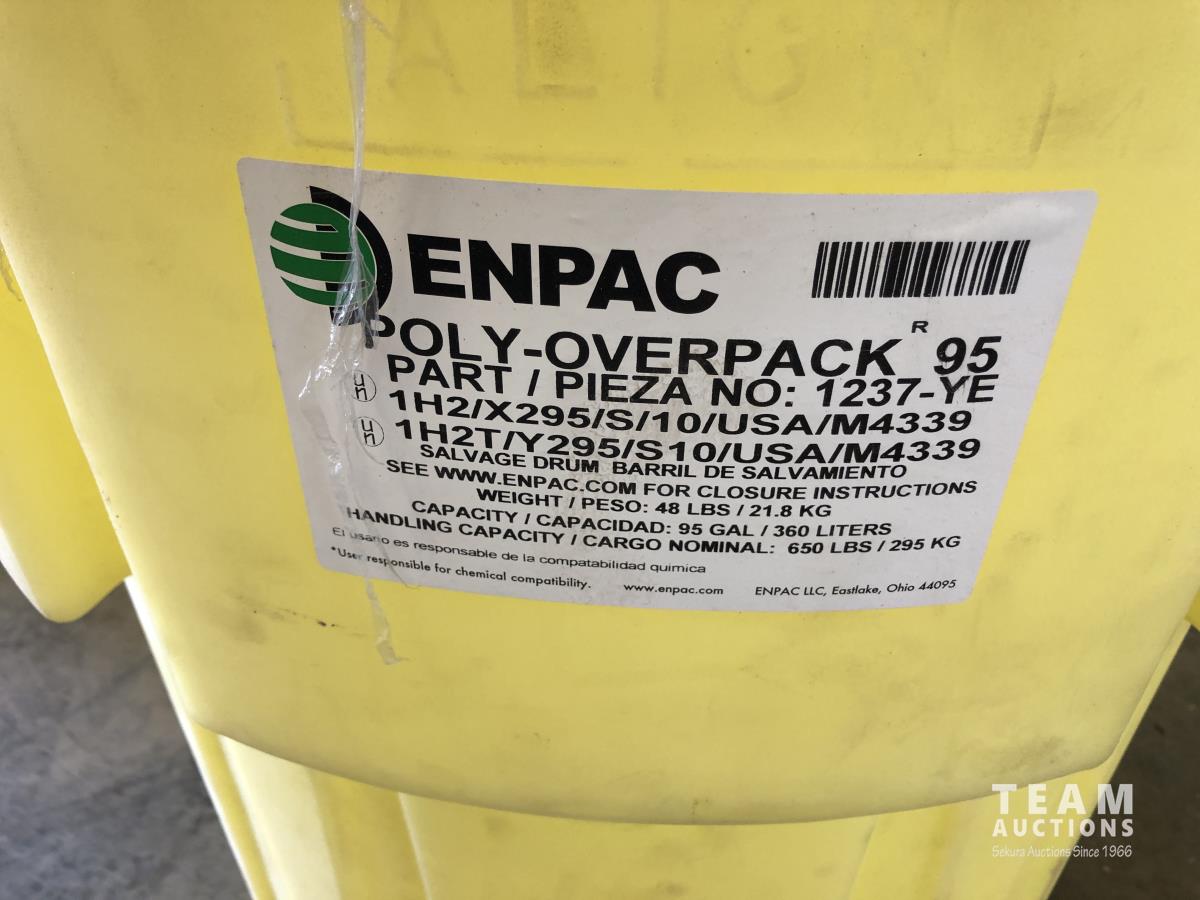 ALIGN
ENPAC
POLY-OVERPACK R 95
PART / PIEZA NO: 1237-YE
un 1H2/X295/S/10/USA/M4339
un 1H2T/Y295/S10/USA/M4339
SALVAGE DRUM BARRIL DE SALVAMIENTO
SEE WWW.ENPAC.COM FOR CLOSURE INSTRUCTIONS
WEIGHT / PESO: 48 LBS / 21.8 KG
CAPACITY / CAPACIDAD: 95 GAL / 360 LITERS
HANDLING CAPACITY / CARGO NOMINAL: 650 LBS / 295 KG
El usario es responsable de la compatabilidad quimica
*User responsible for chemical compatibility. www.enpac.com ENPAC LLC, Eastlake, Ohio 44095
TEAM
AUCTIONS
Sekura Auctions Since 1966